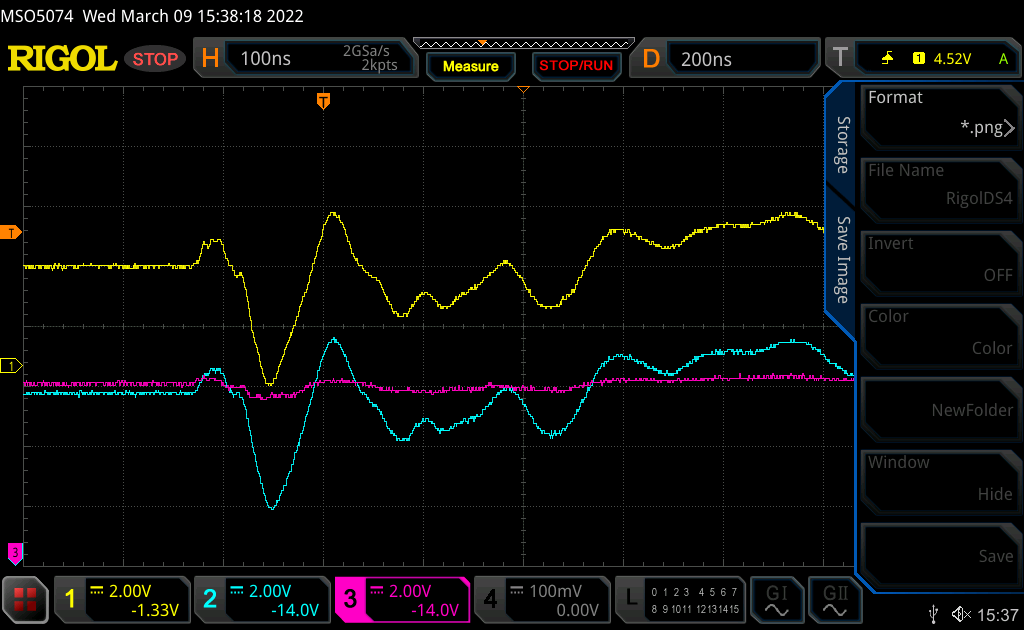 MSO5074 Wed March 09 15:38:18 2022
RIGOL STOP H 100ns 2GSa/s 2kpts Measure STOP/RUN D 200ns T 1 4.52V A
T
Format
*.png
Storage
File Name
RigolDS4
T
Save Image
Invert
OFF
Color
Color
1
NewFolder
Window
Hide
3
Save
1 2.00V -1.33V
2 2.00V -14.0V
3 2.00V -14.0V
4 100mV 0.00V
L 0 1 2 3 4 5 6 7
8 9 10 11 12 13 14 15
GI
GII
15:37